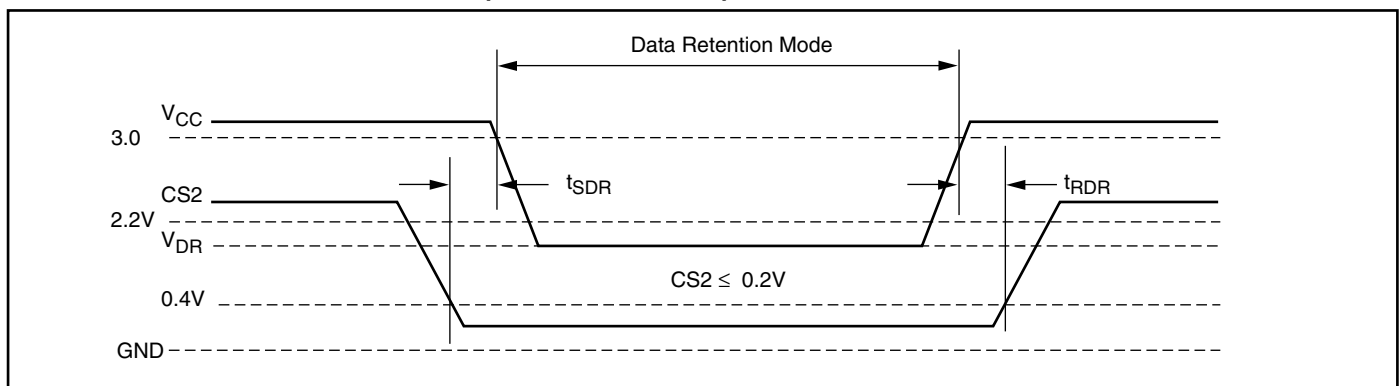 Data Retention Mode
VCC
3.0
tSDR
tRDR
CS2
2.2V
VDR
CS2 ≤ 0.2V
0.4V
GND